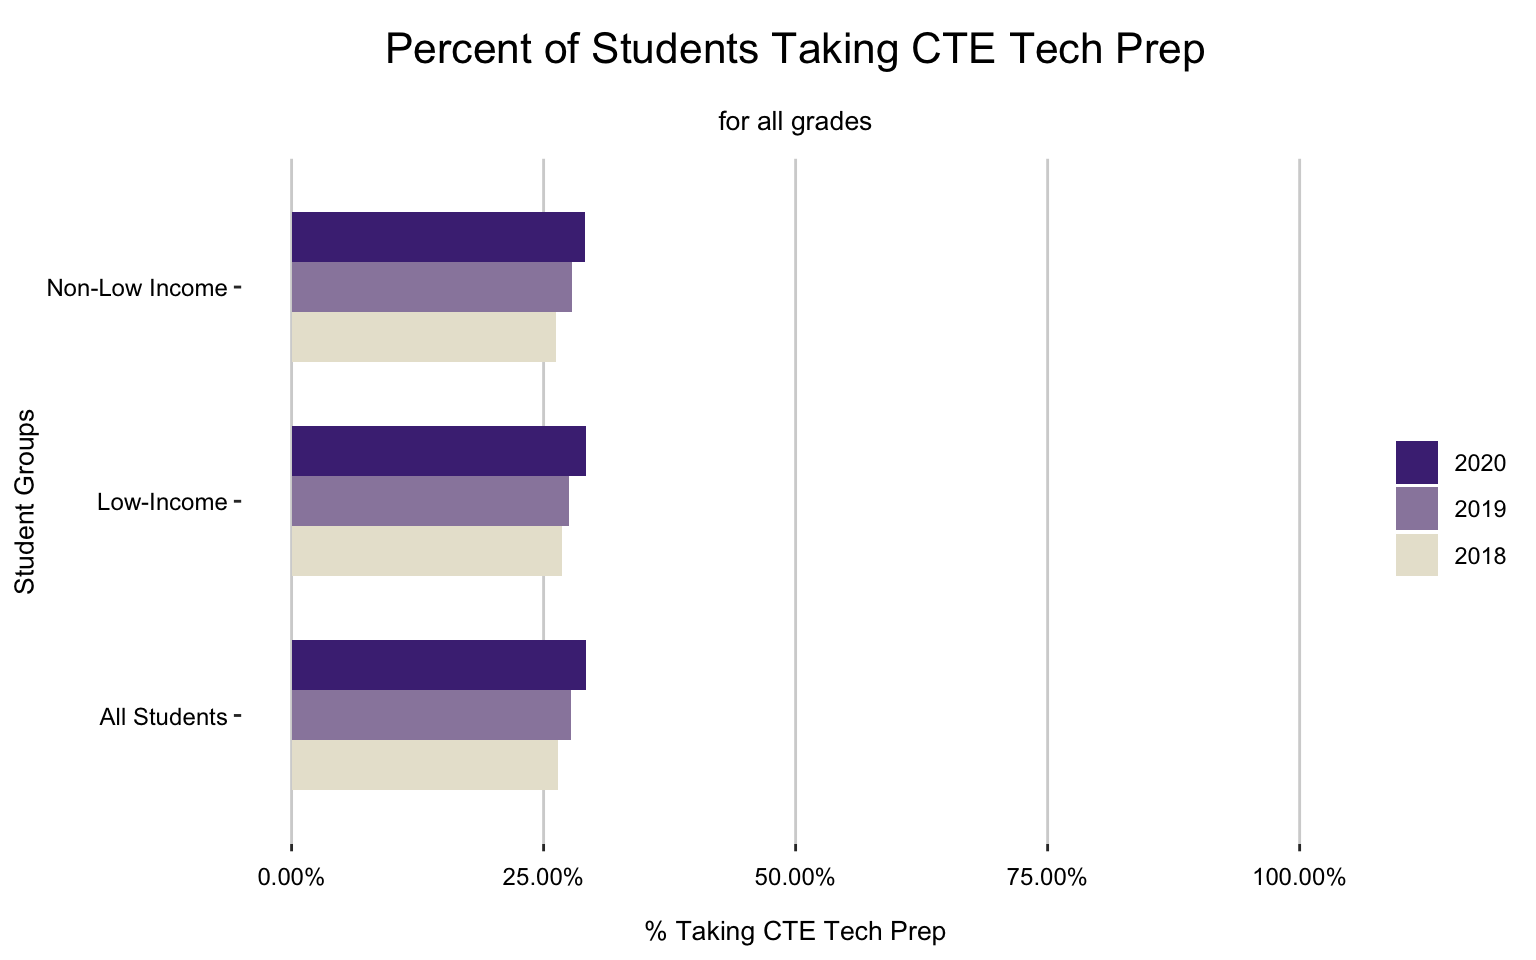 Percent of Students Taking CTE Tech Prep
for all grades
Non-Low Income
Low-Income
All Students
Student Groups
2020
2019
2018
0.00%
25.00%
50.00%
75.00%
100.00%
% Taking CTE Tech Prep